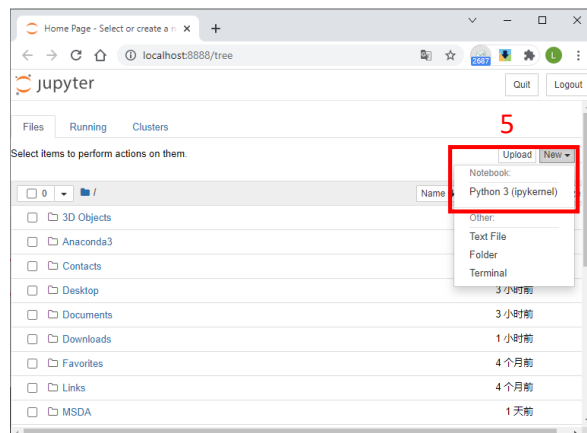 Home Page - Select or create a n
localhost:8888/tree
2687
L
jupyter
Quit
Logout
Files
Running
Clusters
5
Select items to perform actions on them.
Upload
New
Notebook:
0
/
Name
Python 3 (ipykernel)
3D Objects
Other:
Anaconda3
Text File
Contacts
Folder
Terminal
Desktop
3 小时前
Documents
3 小时前
Downloads
1 小时前
Favorites
4 个月前
Links
4 个月前
MSDA
1 天前